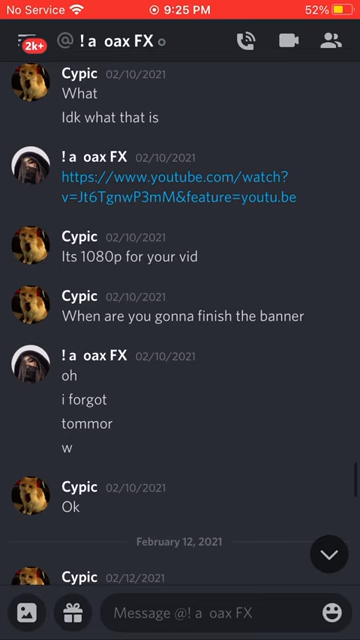 No Service 9:25 PM 52%
2k+ @ ! a oax FX
Cypic 02/10/2021
What
Idk what that is
! a oax FX 02/10/2021
https://www.youtube.com/watch?
v=Jt6TgnwP3mM&feature=youtu.be
Cypic 02/10/2021
Its 1080p for your vid
Cypic 02/10/2021
When are you gonna finish the banner
! a oax FX 02/10/2021
oh
i forgot
tommor
w
Cypic 02/10/2021
Ok
February 12, 2021
Cypic 02/12/2021
Message @! a oax FX